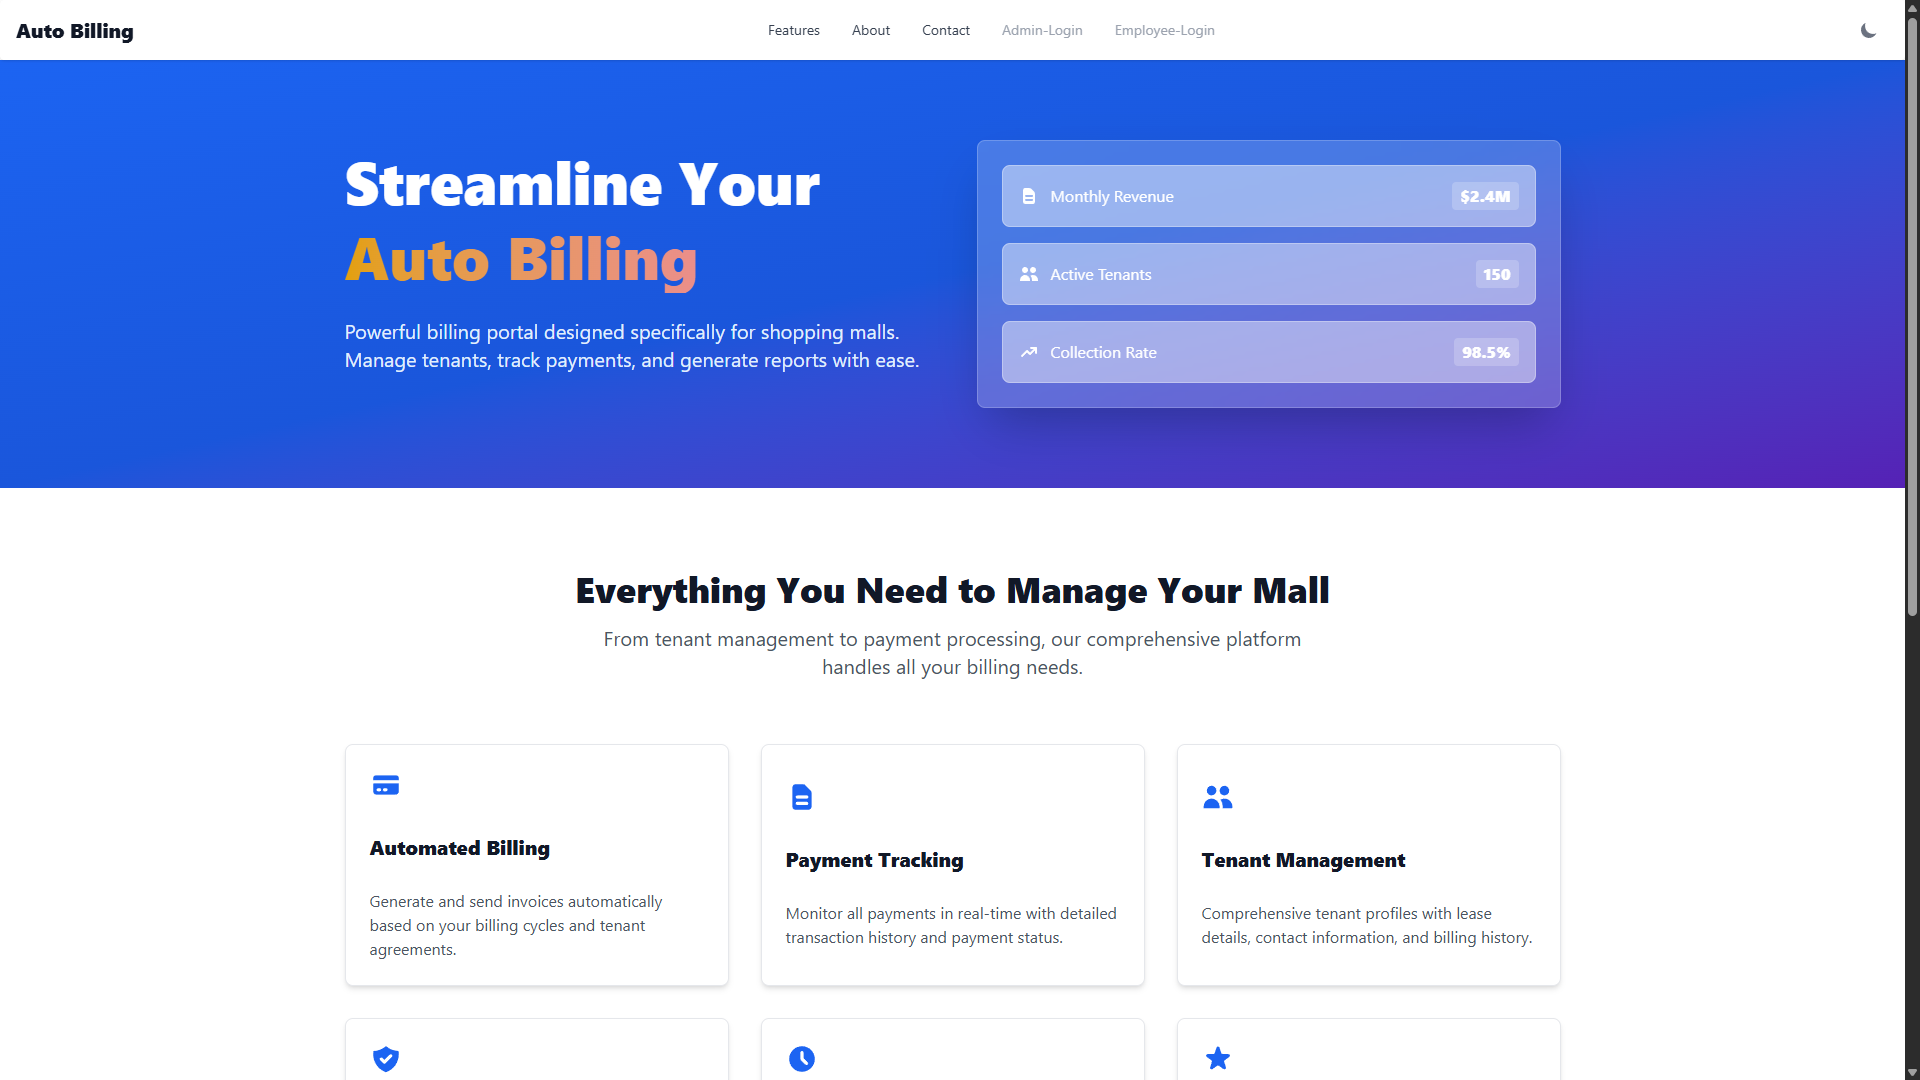 Auto Billing
Features
About
Contact
Admin-Login
Employee-Login
Streamline Your
Auto Billing
Powerful billing portal designed specifically for shopping malls.
Manage tenants, track payments, and generate reports with ease.
Monthly Revenue
$2.4M
Active Tenants
150
Collection Rate
98.5%
Everything You Need to Manage Your Mall
From tenant management to payment processing, our comprehensive platform
handles all your billing needs.
Automated Billing
Generate and send invoices automatically
based on your billing cycles and tenant
agreements.
Payment Tracking
Monitor all payments in real-time with detailed
transaction history and payment status.
Tenant Management
Comprehensive tenant profiles with lease
details, contact information, and billing history.